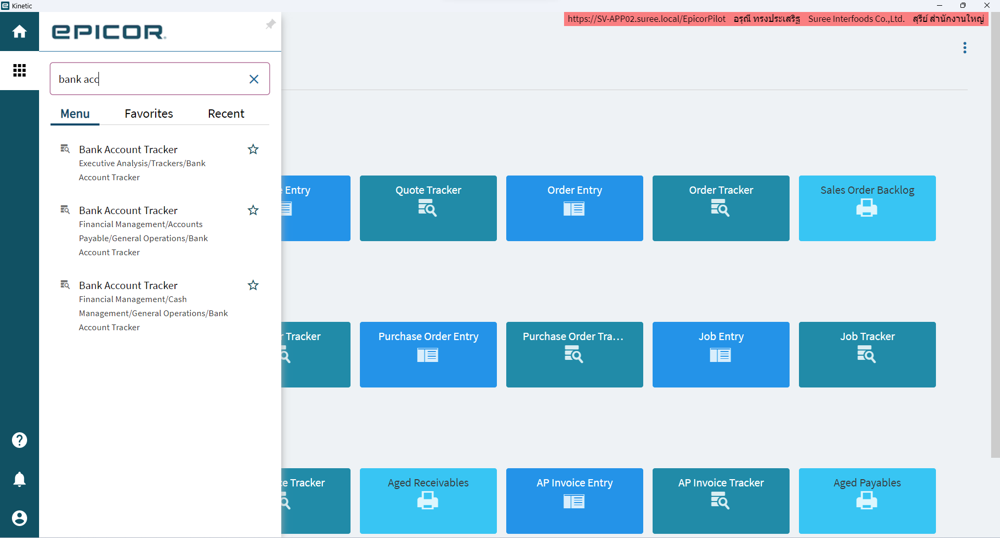 Kinetic
https://SV-APP02.suree.local/EpicorPilot อรุณี ทรงประเสริฐ Suree Interfoods Co.,Ltd. สุรีย์ สำนักงานใหญ่
EPICOR
bank acc
Menu Favorites Recent
Bank Account Tracker
Executive Analysis/Trackers/Bank
Account Tracker
Bank Account Tracker
Financial Management/Accounts
Payable/General Operations/Bank
Account Tracker
Bank Account Tracker
Financial Management/Cash
Management/General Operations/Bank
Account Tracker
Entry Quote Tracker Order Entry Order Tracker Sales Order Backlog
Tracker Purchase Order Entry Purchase Order Tra... Job Entry Job Tracker
Tracker Aged Receivables AP Invoice Entry AP Invoice Tracker Aged Payables